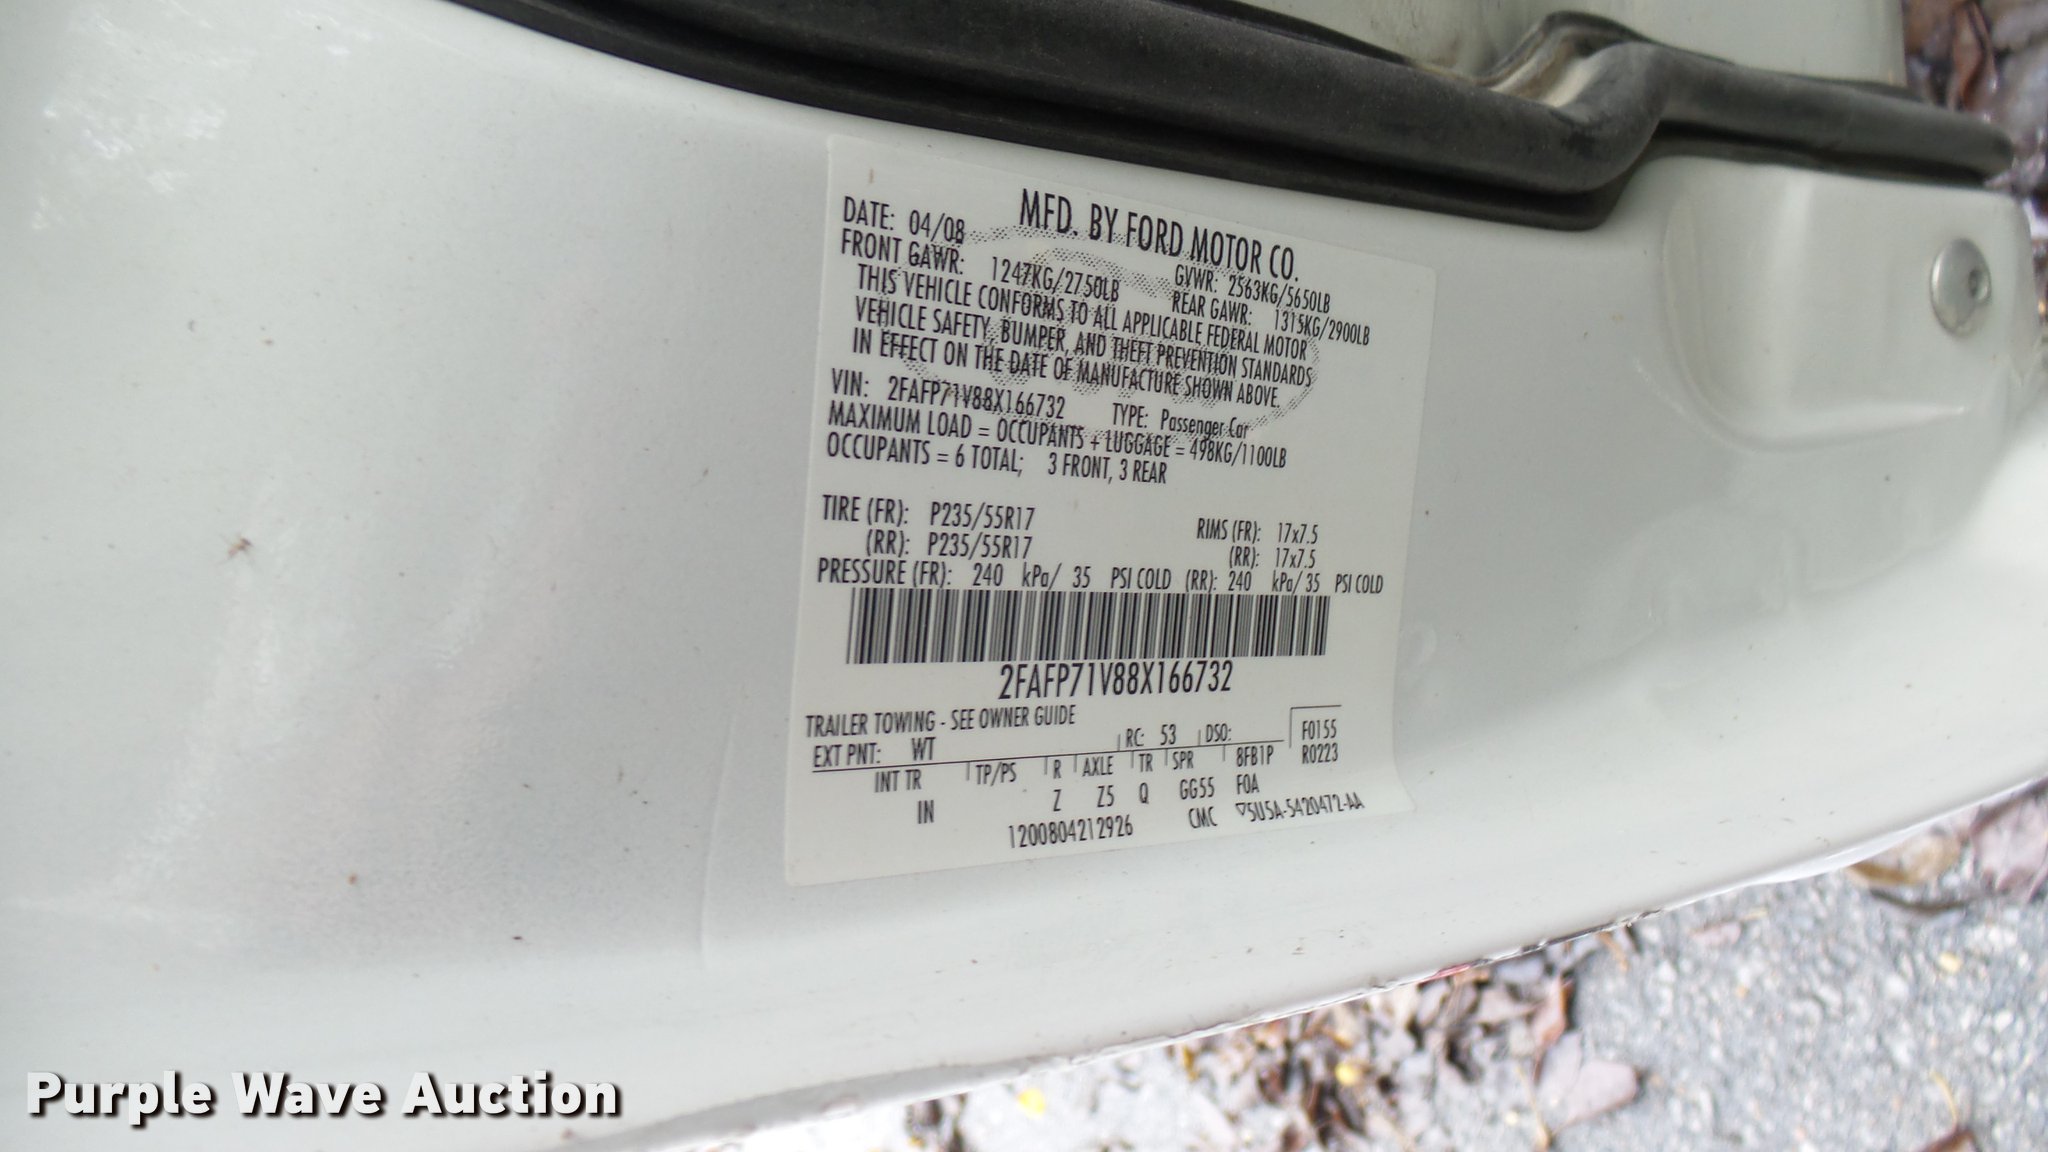 MFD. BY FORD MOTOR CO.
DATE: 04/08 GVWR: 2563KG/5650LB
FRONT GAWR: 1247KG/2750LB REAR GAWR: 1315KG/2900LB
THIS VEHICLE CONFORMS TO ALL APPLICABLE FEDERAL MOTOR
VEHICLE SAFETY, BUMPER, AND THEFT PREVENTION STANDARDS
IN EFFECT ON THE DATE OF MANUFACTURE SHOWN ABOVE.
VIN: 2FAFP71V88X166732 TYPE: Passenger Car
MAXIMUM LOAD = OCCUPANTS + LUGGAGE = 498KG/1100LB
OCCUPANTS = 6 TOTAL; 3 FRONT, 3 REAR
TIRE (FR): P235/55R17 RIMS (FR): 17x7.5
(RR): P235/55R17 (RR): 17x7.5
PRESSURE (FR): 240 kPa/ 35 PSI COLD (RR): 240 kPa/ 35 PSI COLD
2FAFP71V88X166732
TRAILER TOWING - SEE OWNER GUIDE
EXT PNT: WT RC: 53 DSO: F0155
INT TR TP/PS R AXLE TR SPR 8FB1P R0223
IN Z Z5 Q GG55 F0A
1200804212926 CMC ▽5U5A-5420472-AA
Purple Wave Auction